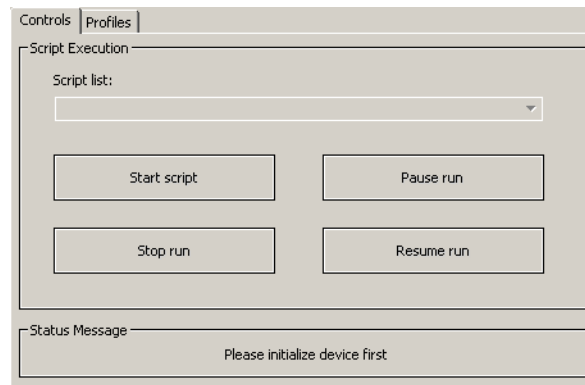 Controls Profiles
Script Execution
Script list:
Start script Pause run
Stop run Resume run
Status Message
Please initialize device first